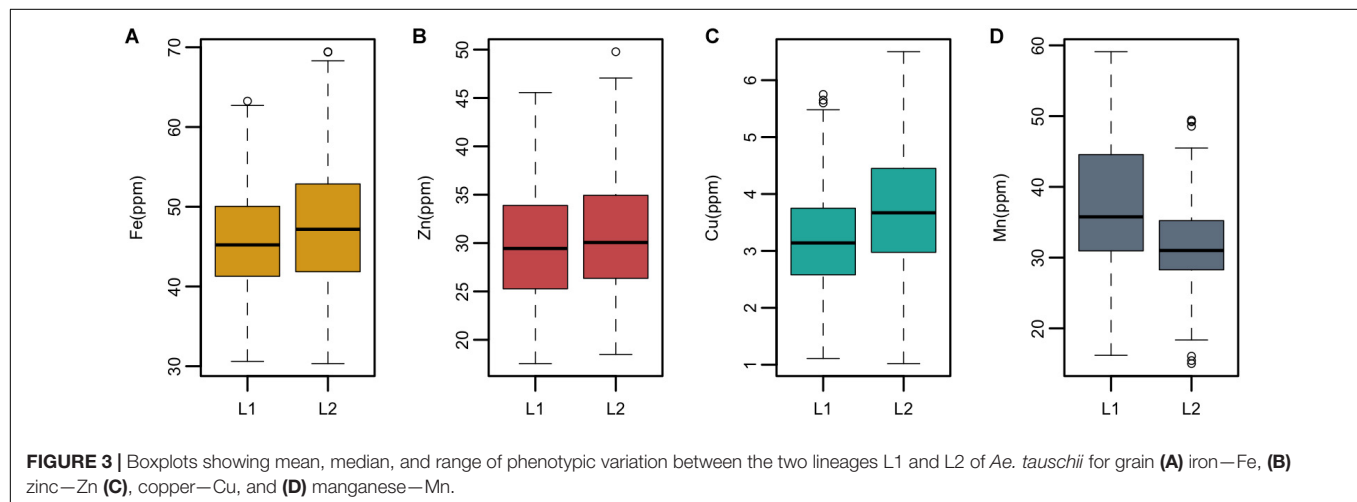 A
Fe(ppm)
70
60
50
40
30
L1 L2
B
Zn(ppm)
50
45
40
35
30
25
20
L1 L2
C
Cu(ppm)
6
5
4
3
2
1
L1 L2
D
Mn(ppm)
60
50
40
30
20
L1 L2
FIGURE 3 | Boxplots showing mean, median, and range of phenotypic variation between the two lineages L1 and L2 of Ae. tauschii for grain (A) iron—Fe, (B)
zinc—Zn (C), copper—Cu, and (D) manganese—Mn.